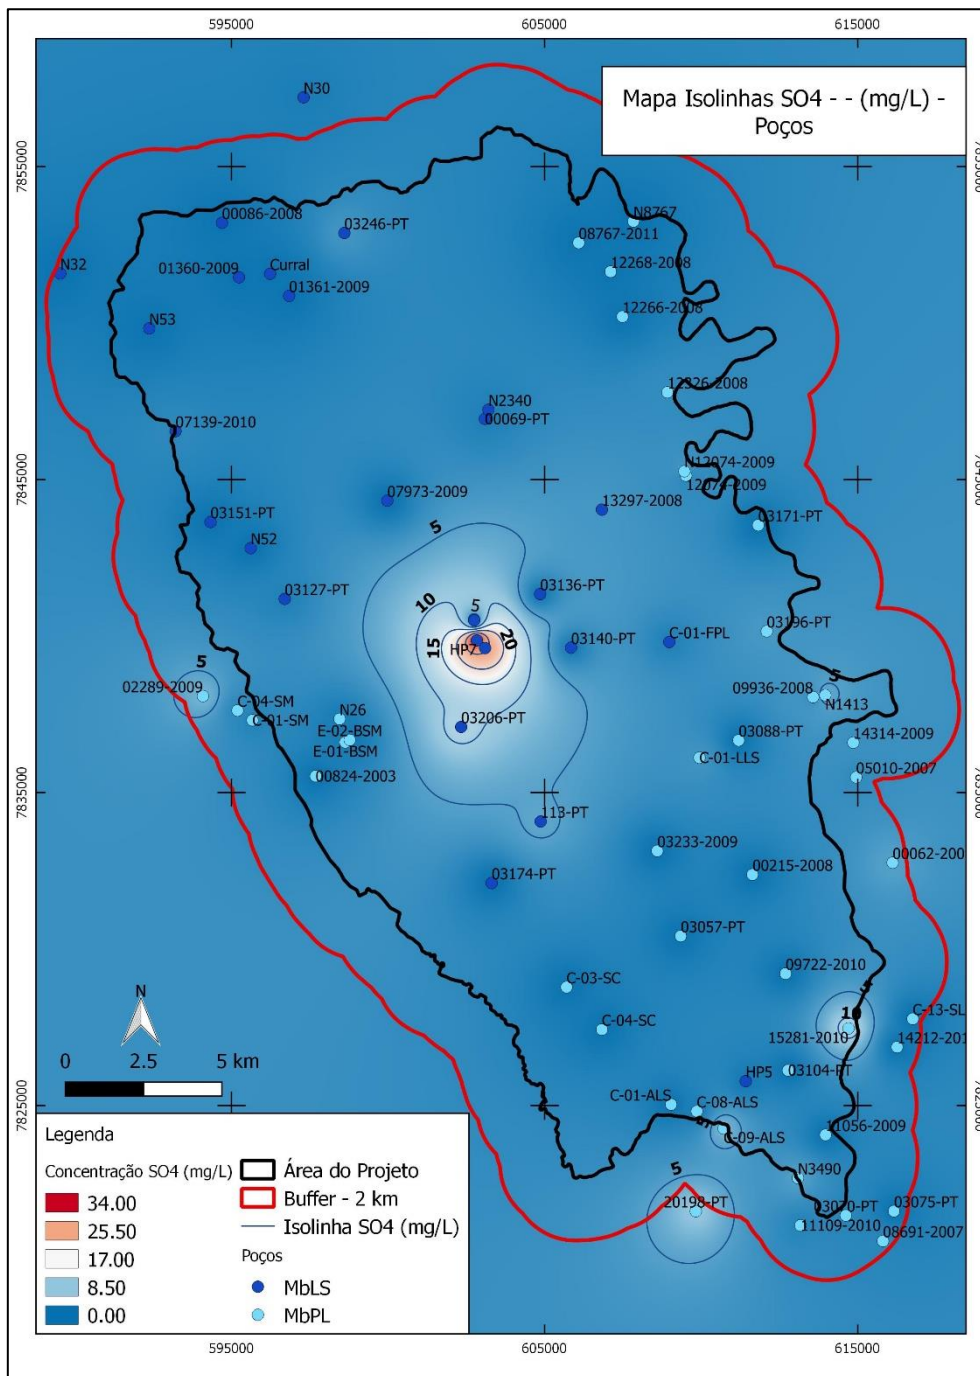 595000 605000 615000
Mapa Isolinhas SO4 - - (mg/L) -
Poços
N30
7855000
00086-2008
03246-PT
N8767
08767-2011
N32
01360-2009
Curral
12268-2008
01361-2009
N53
12266-2008
12326-2008
N2340
00069-PT
07139-2010
N12074-2009
7845000
12074-2009
07973-2009
13297-2008
03151-PT
03171-PT
5
N52
03127-PT
03136-PT
10
5
15
20
HP7
03140-PT
C-01-FPL
03196-PT
5
02289-2009
5
09936-2008
N1413
C-04-SM
C-01-SM
N26
03206-PT
E-02-BSM
E-01-BSM
03088-PT
14314-2009
C-01-LLS
00824-2003
05010-2007
7835000
113-PT
03233-2009
00062-200
00215-2008
03174-PT
03057-PT
09722-2010
C-03-SC
N
C-04-SC
10
15281-2010
C-13-SL
14212-201
0 2.5 5 km
HP5
03104-PT
7825000
C-01-ALS
C-08-ALS
C-09-ALS
11056-2009
N3490
5
20198-PT
03070-PT
03075-PT
11109-2010
08691-2007
Legenda
Concentração SO4 (mg/L)
34.00
25.50
17.00
8.50
0.00
Área do Projeto
Buffer - 2 km
Isolinha SO4 (mg/L)
Poços
MbLS
MbPL
595000 605000 615000